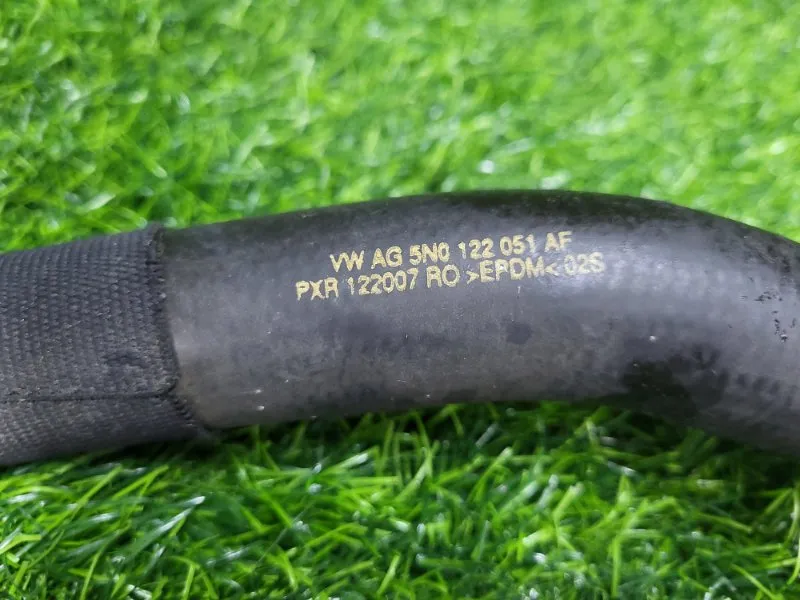 VW AG 5N0 122 051 AF
PXR 122007 RO >EPDM< 02S